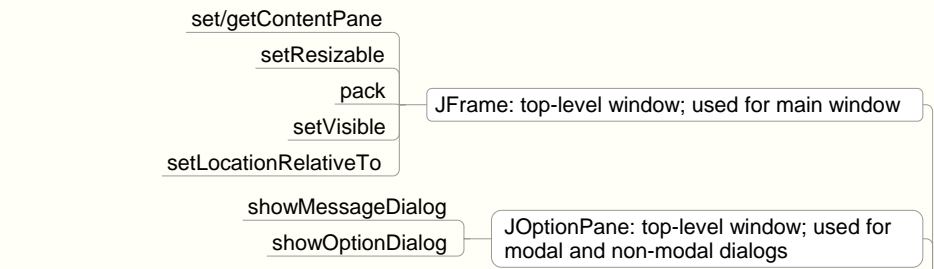 set/getContentPane
setResizable
pack
setVisible
setLocationRelativeTo
JFrame: top-level window; used for main window
showMessageDialog
showOptionDialog
JOptionPane: top-level window; used for
modal and non-modal dialogs